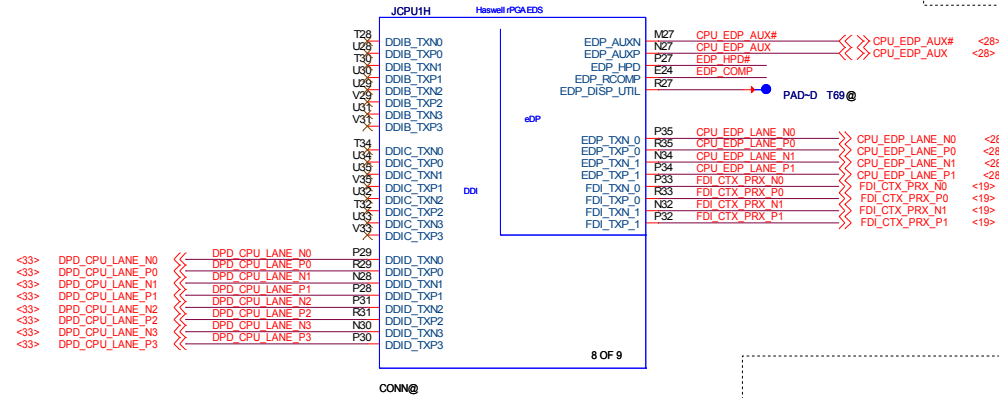 JCPU1H Haswell rPGA EDS
T28 DDIB_TXN0 EDP_AUXN M27 CPU_EDP_AUX# CPU_EDP_AUX# <28>
U28 DDIB_TXP0 EDP_AUXP N27 CPU_EDP_AUX CPU_EDP_AUX <28>
T30 DDIB_TXN1 EDP_HPD P27 EDP_HPD#
U30 DDIB_TXP1 EDP_RCOMP E24 EDP_COMP
U29 DDIB_TXN2 EDP_DISP_UTIL R27 PAD~D T69@
V29 DDIB_TXP2
U31 DDIB_TXN3
V31 DDIB_TXP3
eDP
T34 DDIC_TXN0 EDP_TXN_0 P35 CPU_EDP_LANE_N0 CPU_EDP_LANE_N0 <28
U34 DDIC_TXP0 EDP_TXP_0 R35 CPU_EDP_LANE_P0 CPU_EDP_LANE_P0 <28
U35 DDIC_TXN1 EDP_TXN_1 N34 CPU_EDP_LANE_N1 CPU_EDP_LANE_N1 <28
V35 DDIC_TXP1 EDP_TXP_1 P34 CPU_EDP_LANE_P1 CPU_EDP_LANE_P1 <28
U32 DDIC_TXN2 DDI FDI_TXN_0 P33 FDI_CTX_PRX_N0 FDI_CTX_PRX_N0 <19>
T32 DDIC_TXP2 FDI_TXP_0 R33 FDI_CTX_PRX_P0 FDI_CTX_PRX_P0 <19>
U33 DDIC_TXN3 FDI_TXN_1 N32 FDI_CTX_PRX_N1 FDI_CTX_PRX_N1 <19>
V33 DDIC_TXP3 FDI_TXP_1 P32 FDI_CTX_PRX_P1 FDI_CTX_PRX_P1 <19>
<33> DPD_CPU_LANE_N0 DPD_CPU_LANE_N0 P29 DDID_TXN0
<33> DPD_CPU_LANE_P0 DPD_CPU_LANE_P0 R29 DDID_TXP0
<33> DPD_CPU_LANE_N1 DPD_CPU_LANE_N1 N28 DDID_TXN1
<33> DPD_CPU_LANE_P1 DPD_CPU_LANE_P1 P28 DDID_TXP1
<33> DPD_CPU_LANE_N2 DPD_CPU_LANE_N2 P31 DDID_TXN2
<33> DPD_CPU_LANE_P2 DPD_CPU_LANE_P2 R31 DDID_TXP2
<33> DPD_CPU_LANE_N3 DPD_CPU_LANE_N3 N30 DDID_TXN3
<33> DPD_CPU_LANE_P3 DPD_CPU_LANE_P3 P30 DDID_TXP3
8 OF 9
CONN@